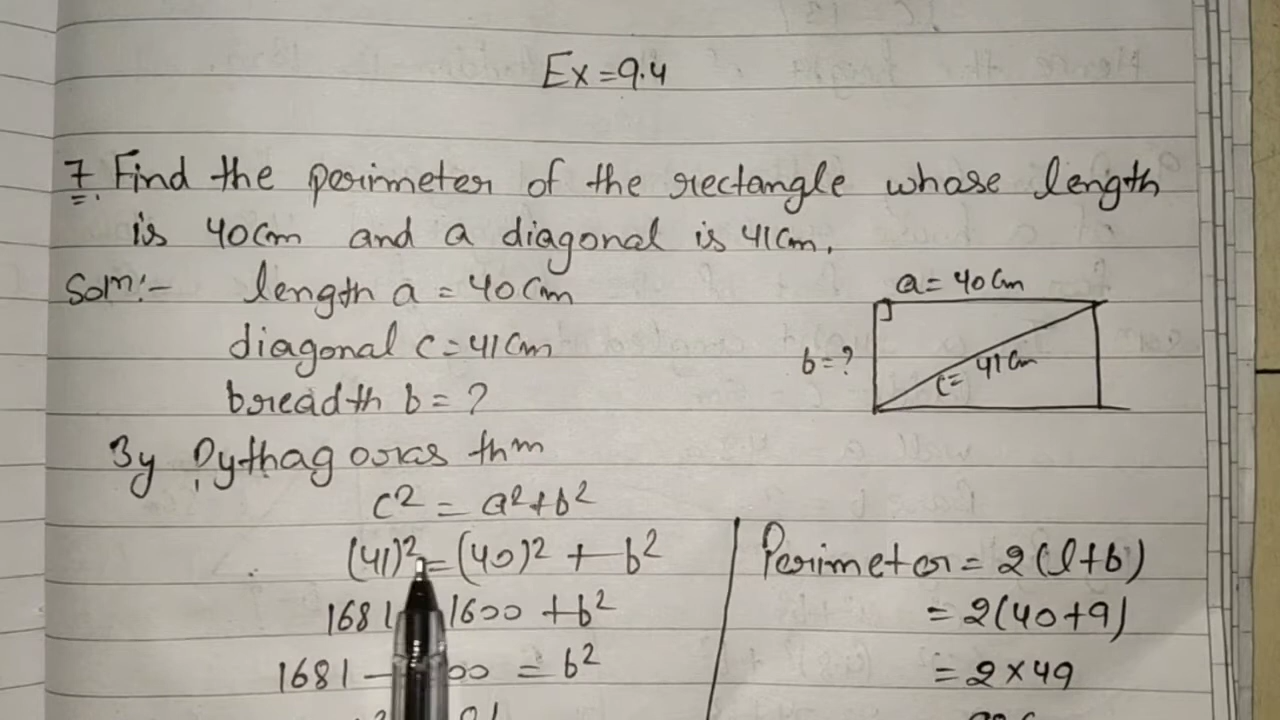 Ex = 9.4
7. Find the perimeter of the rectangle whose length
is 40cm and a diagonal is 41cm.
Soln:- length a = 40cm
diagonal c = 41cm
breadth b = ?
a = 40cm
b = ?
c = 41cm
By Pythagoras thm
c² = a² + b²
(41)² = (40)² + b²
1681 1600 + b²
1681 - 00 = b²
Perimeter = 2(l+b)
= 2(40+9)
= 2×49